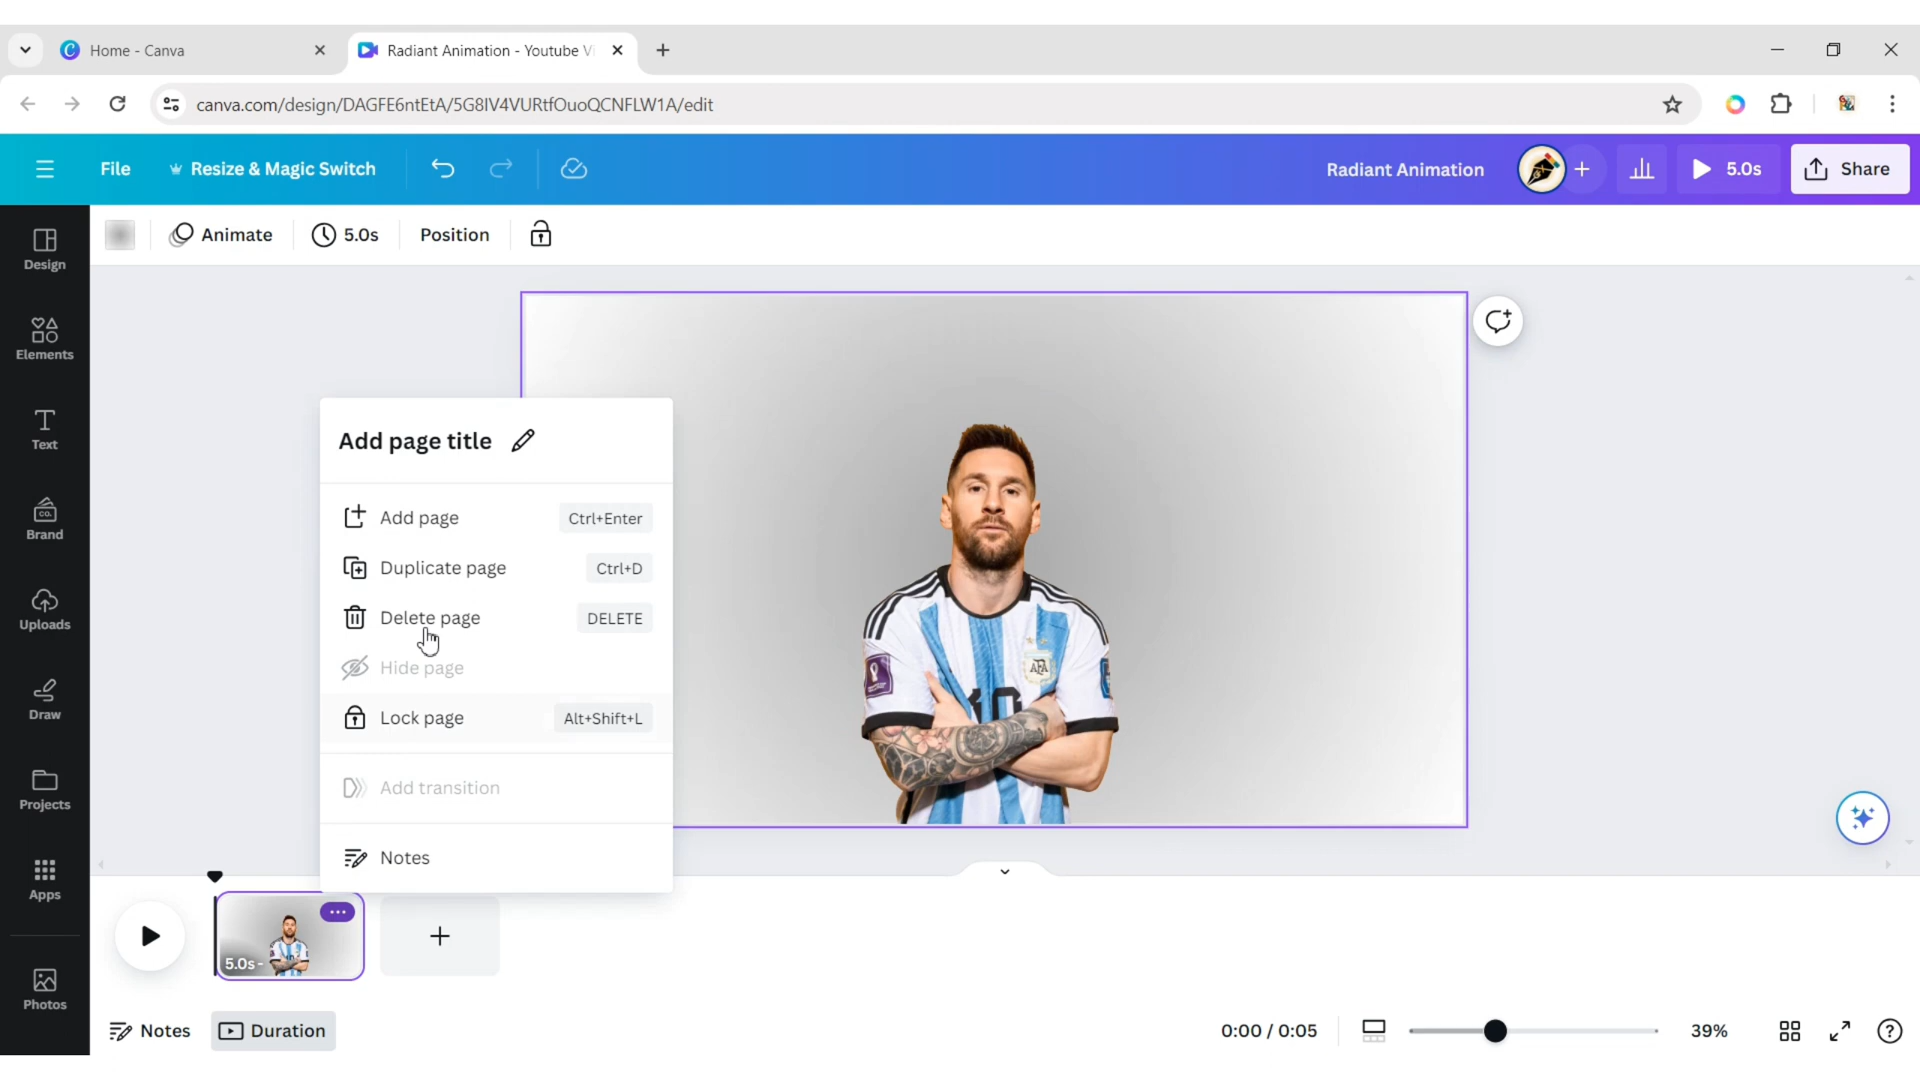 Home - Canva
Radiant Animation - Youtube Vi
canva.com/design/DAGFE6ntEtA/5G8IV4VURtfOuoQCNFLW1A/edit
File
Resize & Magic Switch
Radiant Animation
5.0s
Share
Design
Elements
Text
Brand
Uploads
Draw
Projects
Apps
Photos
Animate
5.0s
Position
Add page title
Add page Ctrl+Enter
Duplicate page Ctrl+D
Delete page DELETE
Hide page
Lock page Alt+Shift+L
Add transition
Notes
AFA
10
5.0s -
Notes
Duration
0:00 / 0:05
39%